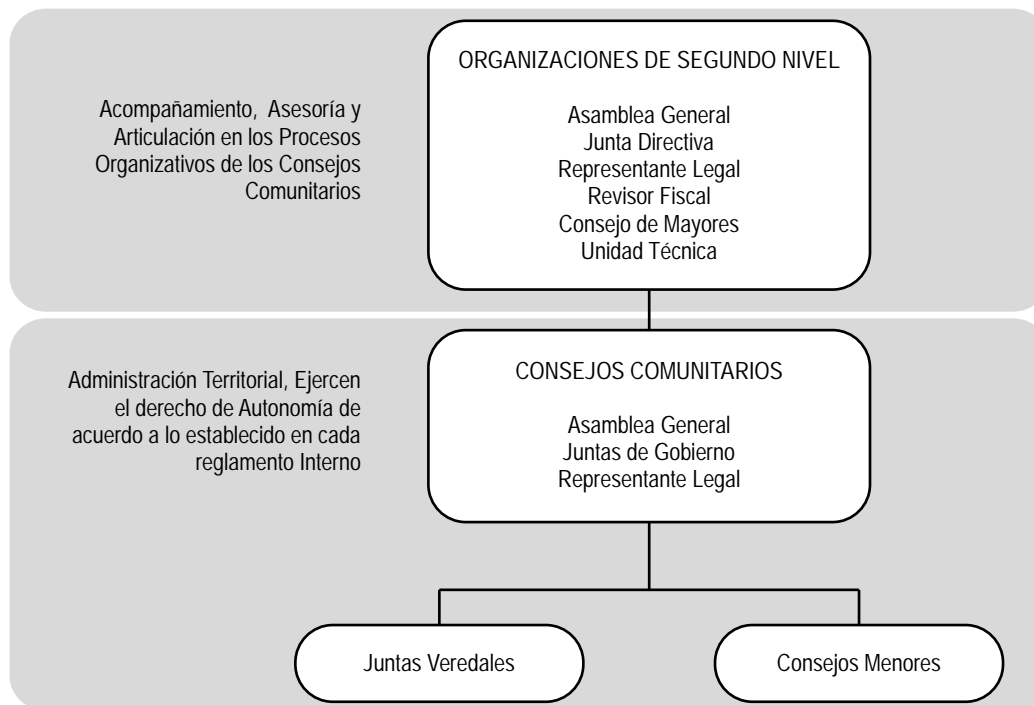 ORGANIZACIONES DE SEGUNDO NIVEL
Acompañamiento, Asesoría y
Articulación en los Procesos
Organizativos de los Consejos
Comunitarios
Asamblea General
Junta Directiva
Representante Legal
Revisor Fiscal
Consejo de Mayores
Unidad Técnica
CONSEJOS COMUNITARIOS
Administración Territorial, Ejercen
el derecho de Autonomía de
acuerdo a lo establecido en cada
reglamento Interno
Asamblea General
Juntas de Gobierno
Representante Legal
Juntas Veredales
Consejos Menores